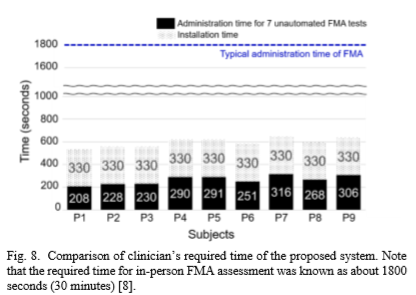 Administration time for 7 unautomated FMA tests
Installation time
1800
Typical administration time of FMA
1600
1000
800
600
400
200
0
Time (seconds)
330 330 330 330 330 330 330 330 330
208 228 230 290 291 251 316 268 306
P1 P2 P3 P4 P5 P6 P7 P8 P9
Subjects
Fig. 8. Comparison of clinician's required time of the proposed system. Note
that the required time for in-person FMA assessment was known as about 1800
seconds (30 minutes) [8].